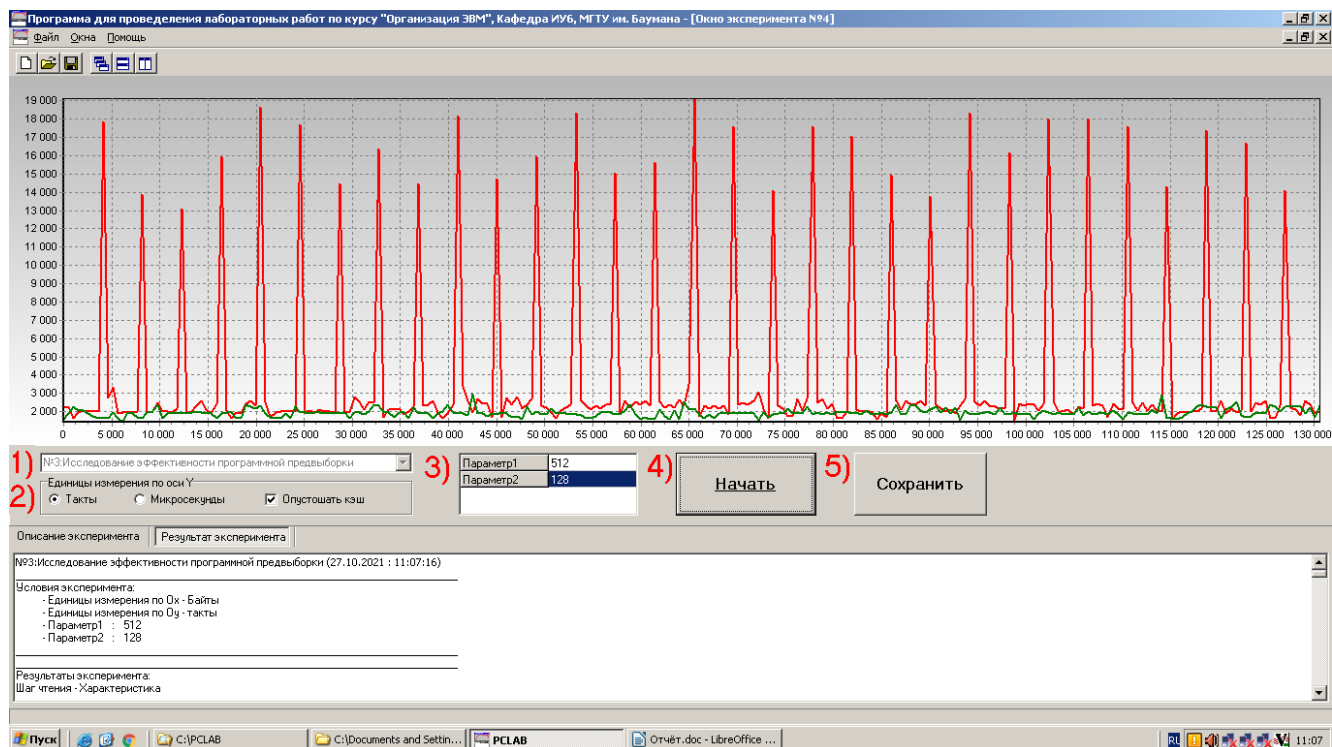 Программа для проведения лабораторных работ по курсу "Организация ЭВМ", Кафедра ИУ6, МГТУ им. Баумана - [Окно эксперимента №4]
Файл Окна Помощь
19 000
18 000
17 000
16 000
15 000
14 000
13 000
12 000
11 000
10 000
9 000
8 000
7 000
6 000
5 000
4 000
3 000
2 000
0 5 000 10 000 15 000 20 000 25 000 30 000 35 000 40 000 45 000 50 000 55 000 60 000 65 000 70 000 75 000 80 000 85 000 90 000 95 000 100 000 105 000 110 000 115 000 120 000 125 000 130 000
1) №3:Исследование эффективности программной предвыборки
2) Единицы измерения по оси Y
Такты Микросекунды Опустошать кэш
3) Параметр1 512
Параметр2 128
4) Начать
5) Сохранить
Описание эксперимента Результат эксперимента
№3:Исследование эффективности программной предвыборки (27.10.2021 : 11:07:16)
Условия эксперимента:
- Единицы измерения по Ox - Байты
- Единицы измерения по Oy - такты
- Параметр1 : 512
- Параметр2 : 128
Результаты эксперимента:
Шаг чтения - Характеристика
Пуск C:\PCLAB C:\Documents and Settin... PCLAB Отчёт.doc - LibreOffice ... RU 11:07